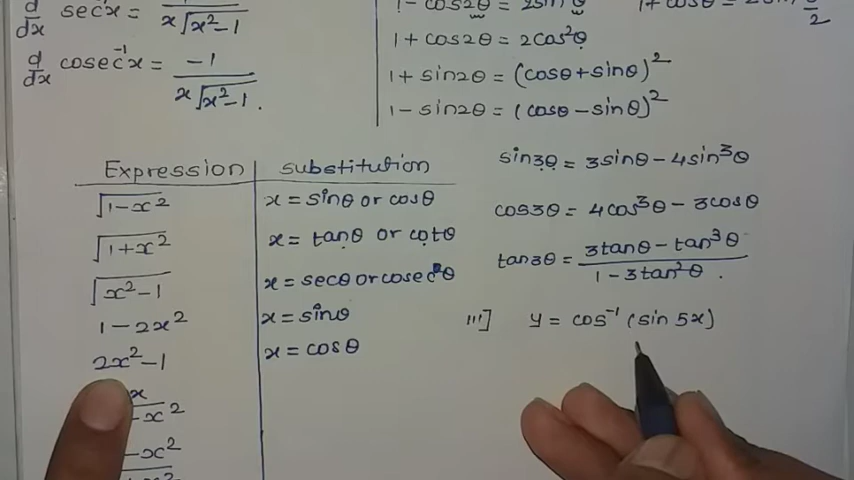 d/dx sec⁻¹x = 1/(x√(x²-1))
d/dx cosec⁻¹x = -1/(x√(x²-1)).
1 - cos2θ = 2sin²θ
1 + cos2θ = 2cos²θ
1 + sin2θ = (cosθ + sinθ)²
1 - sin2θ = (cosθ - sinθ)²
Expression | substitution
√(1-x²) | x = sinθ or cosθ
√(1+x²) | x = tanθ or cotθ
√(x²-1) | x = secθ or cosecθ
1 - 2x² | x = sinθ
2x² - 1 | x = cosθ
sin3θ = 3sinθ - 4sin³θ
cos3θ = 4cos³θ - 3cosθ
tan3θ = (3tanθ - tan³θ)/(1 - 3tan²θ).
III] y = cos⁻¹(sin 5x)